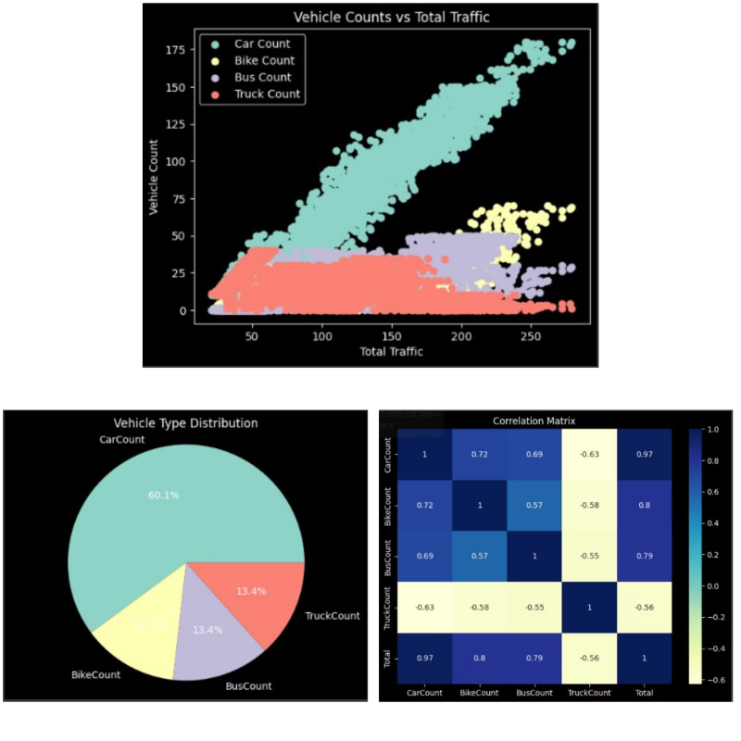 Vehicle Counts vs Total Traffic
Car Count
Bike Count
Bus Count
Truck Count
175
150
125
100
75
50
25
0
Vehicle Count
50 100 150 200 250
Total Traffic
Vehicle Type Distribution
CarCount
60.1%
13.4%
TruckCount
13.4%
BikeCount
BusCount
Correlation Matrix
CarCount 1 0.72 0.69 -0.63 0.97
BikeCount 0.72 1 0.57 -0.58 0.8
BusCount 0.69 0.57 1 -0.55 0.79
TruckCount -0.63 -0.58 -0.55 1 -0.56
Total 0.97 0.8 0.79 -0.56 1
CarCount BikeCount BusCount TruckCount Total
1.0
0.8
0.6
0.4
0.2
0.0
−0.2
−0.4
−0.6